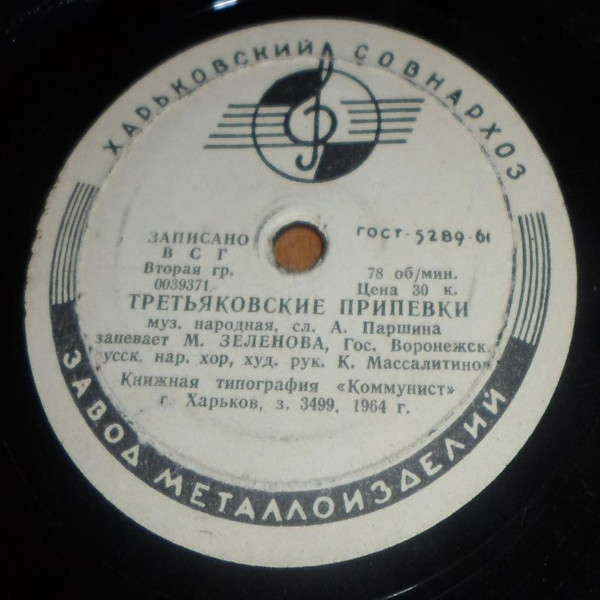 ХАРЬКОВСКИЙ СОВНАРХОЗ
ЗАПИСАНО
В С Г
Вторая гр.
0039371
ГОСТ-5289-61
78 об/мин.
Цена 30 к.
ТРЕТЬЯКОВСКИЕ ПРИПЕВКИ
муз. народная, сл. А. Паршина
запевает М. ЗЕЛЕНОВА, Гос. Воронежск.
усск. нар. хор, худ. рук. К. Массалитинов
Книжная типография «Коммунист»
г. Харьков, з. 3499, 1964 г.
ЗАВОД МЕТАЛЛОИЗДЕЛИЙ